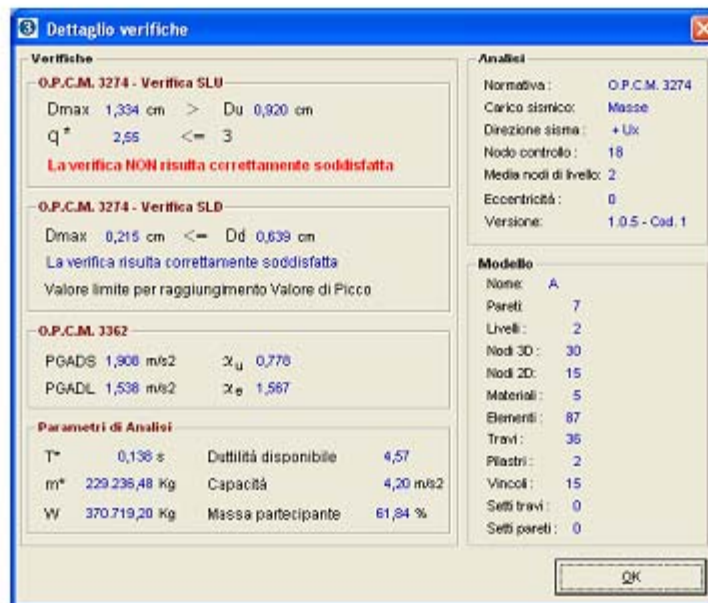 Dettaglio verifiche
Verifiche
O.P.C.M. 3274 - Verifica SLU
Dmax 1,334 cm > Du 0,920 cm
q* 2,55 <= 3
La verifica NON risulta correttamente soddisfatta
O.P.C.M. 3274 - Verifica SLD
Dmax 0,215 cm <= Dd 0,639 cm
La verifica risulta correttamente soddisfatta
Valore limite per raggiungimento Valore di Picco
O.P.C.M. 3362
PGADS 1,908 m/s2 αu 0,778
PGADL 1,538 m/s2 αe 1,567
Parametri di Analisi
T* 0,138 s Duttilità disponibile 4,57
m* 229.236,48 Kg Capacità 4,20 m/s2
W 370.719,20 Kg Massa partecipante 61,84 %
Analisi
Normativa : O.P.C.M. 3274
Carico sismico: Masse
Direzione sisma : + Ux
Nodo controllo : 18
Media nodi di livello: 2
Eccentricità : 0
Versione: 1.0.5 - Cod. 1
Modello
Nome: A
Pareti: 7
Livelli : 2
Nodi 3D : 30
Nodi 2D: 15
Materiali : 5
Elementi : 87
Travi : 36
Pilastri : 2
Vincoli : 15
Setti travi : 0
Setti pareti : 0
OK